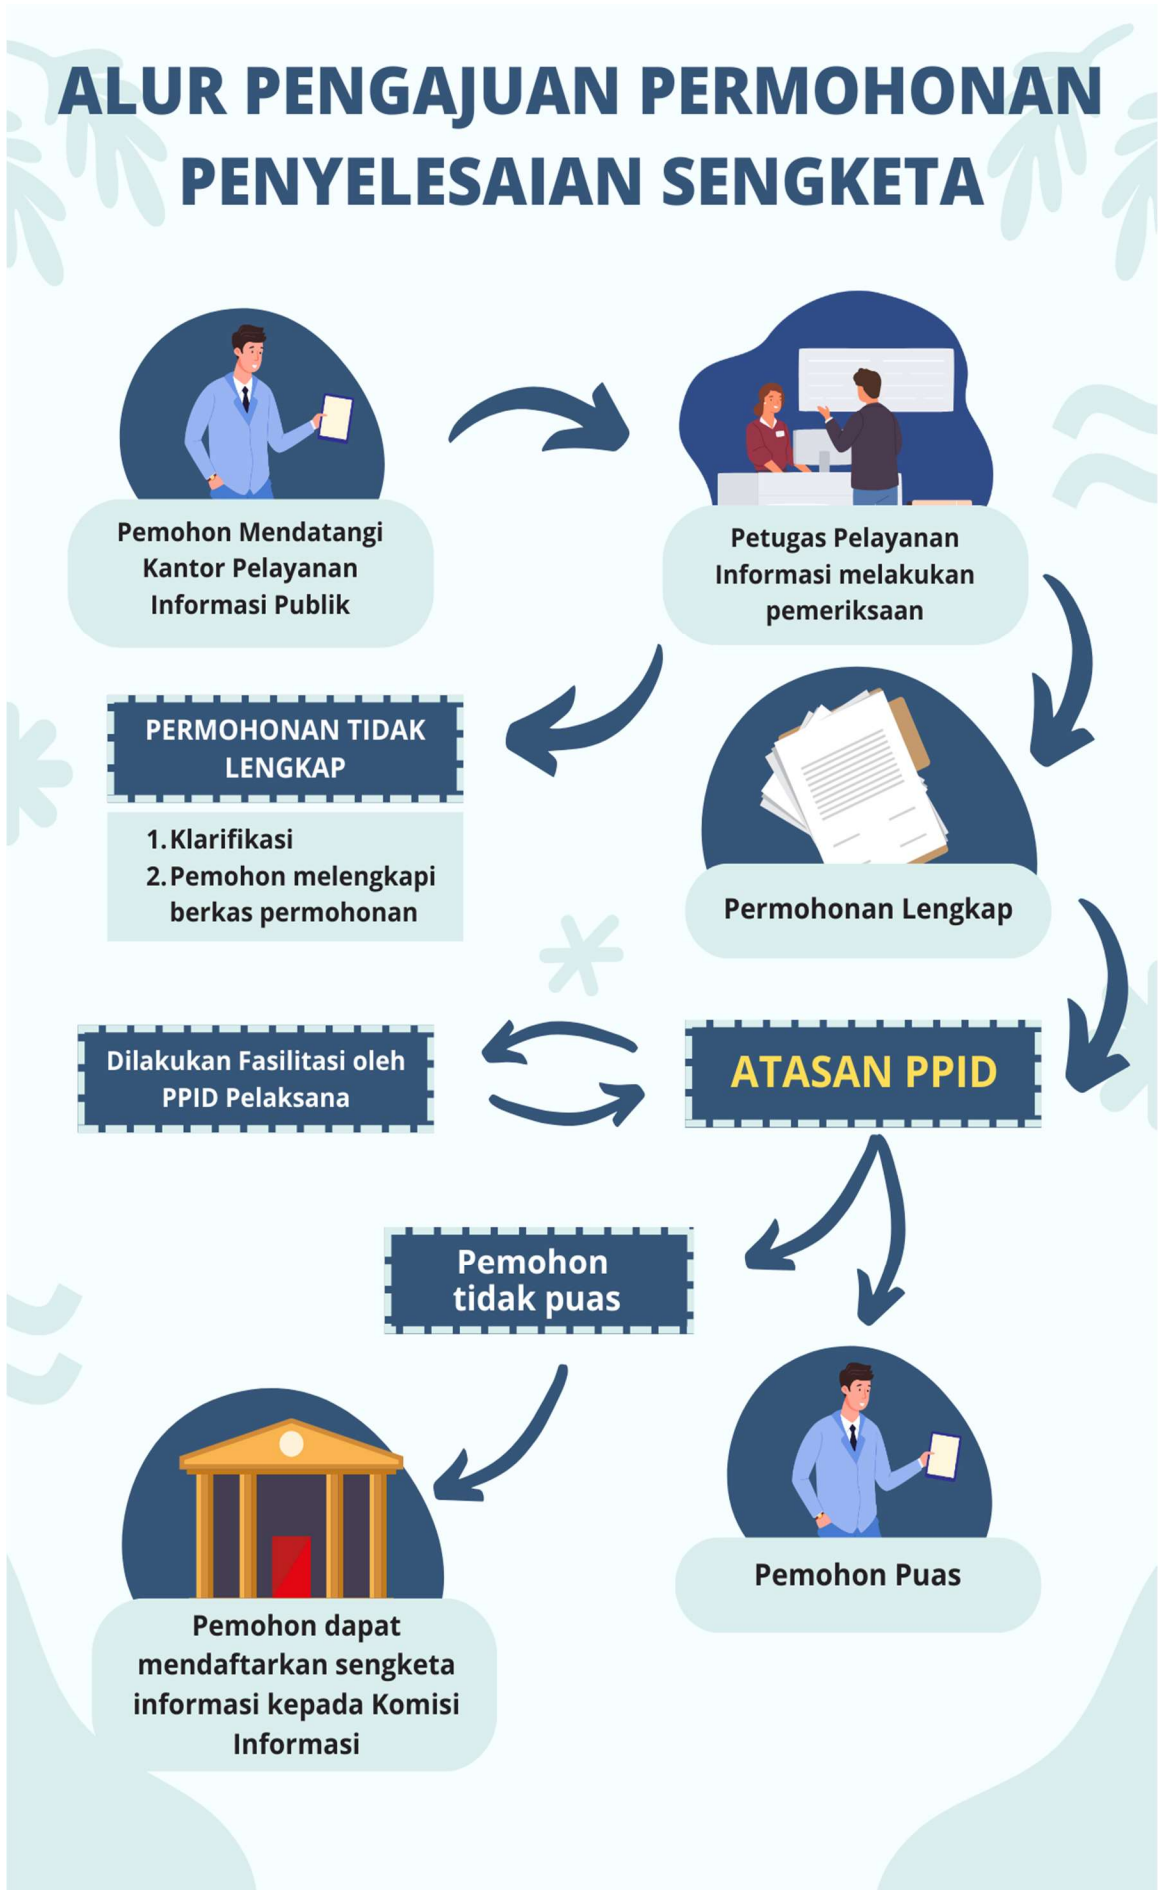 ALUR PENGAJUAN PERMOHONAN
PENYELESAIAN SENGKETA
Pemohon Mendatangi
Kantor Pelayanan
Informasi Publik
Petugas Pelayanan
Informasi melakukan
pemeriksaan
PERMOHONAN TIDAK
LENGKAP
1. Klarifikasi
2. Pemohon melengkapi
berkas permohonan
Permohonan Lengkap
Dilakukan Fasilitasi oleh
PPID Pelaksana
ATASAN PPID
Pemohon
tidak puas
Pemohon Puas
Pemohon dapat
mendaftarkan sengketa
informasi kepada Komisi
Informasi